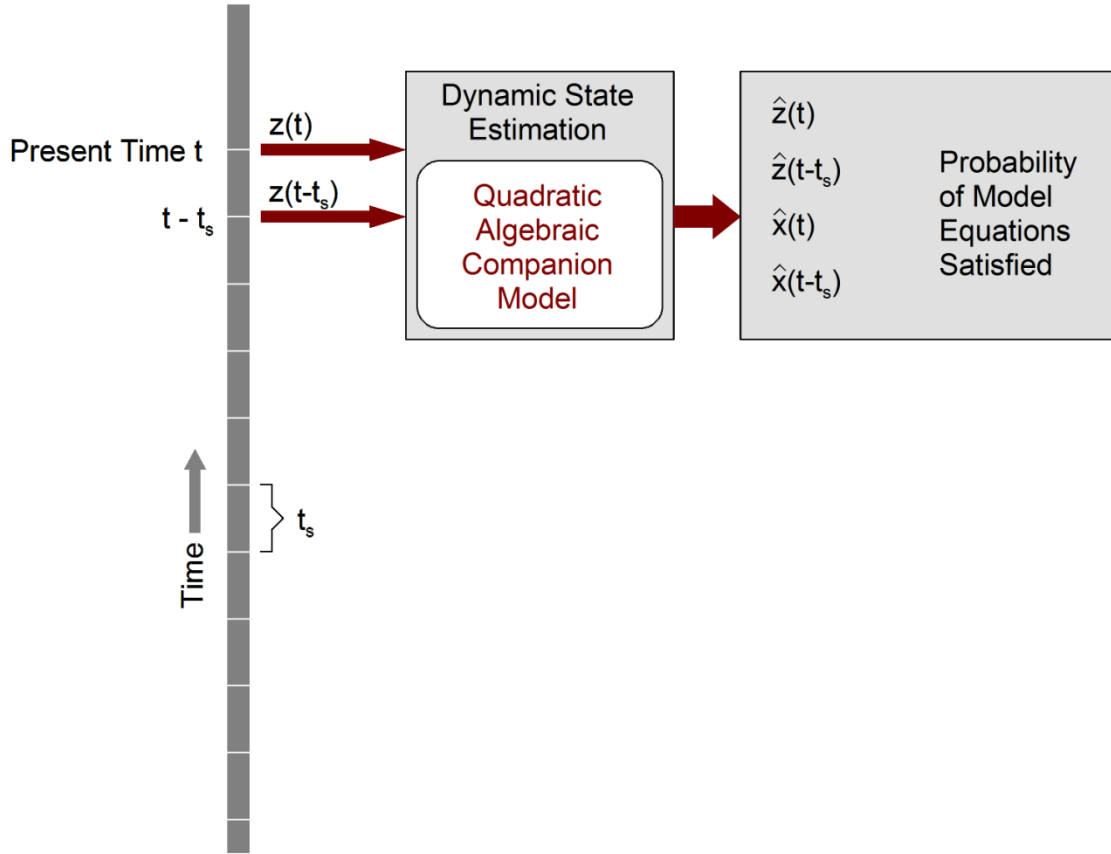 Present Time t
t - tₛ
Time
tₛ
z(t)
z(t-tₛ)
Dynamic State
Estimation
Quadratic
Algebraic
Companion
Model
ẑ(t)
ẑ(t-tₛ)
x̂(t)
x̂(t-tₛ)
Probability
of Model
Equations
Satisfied